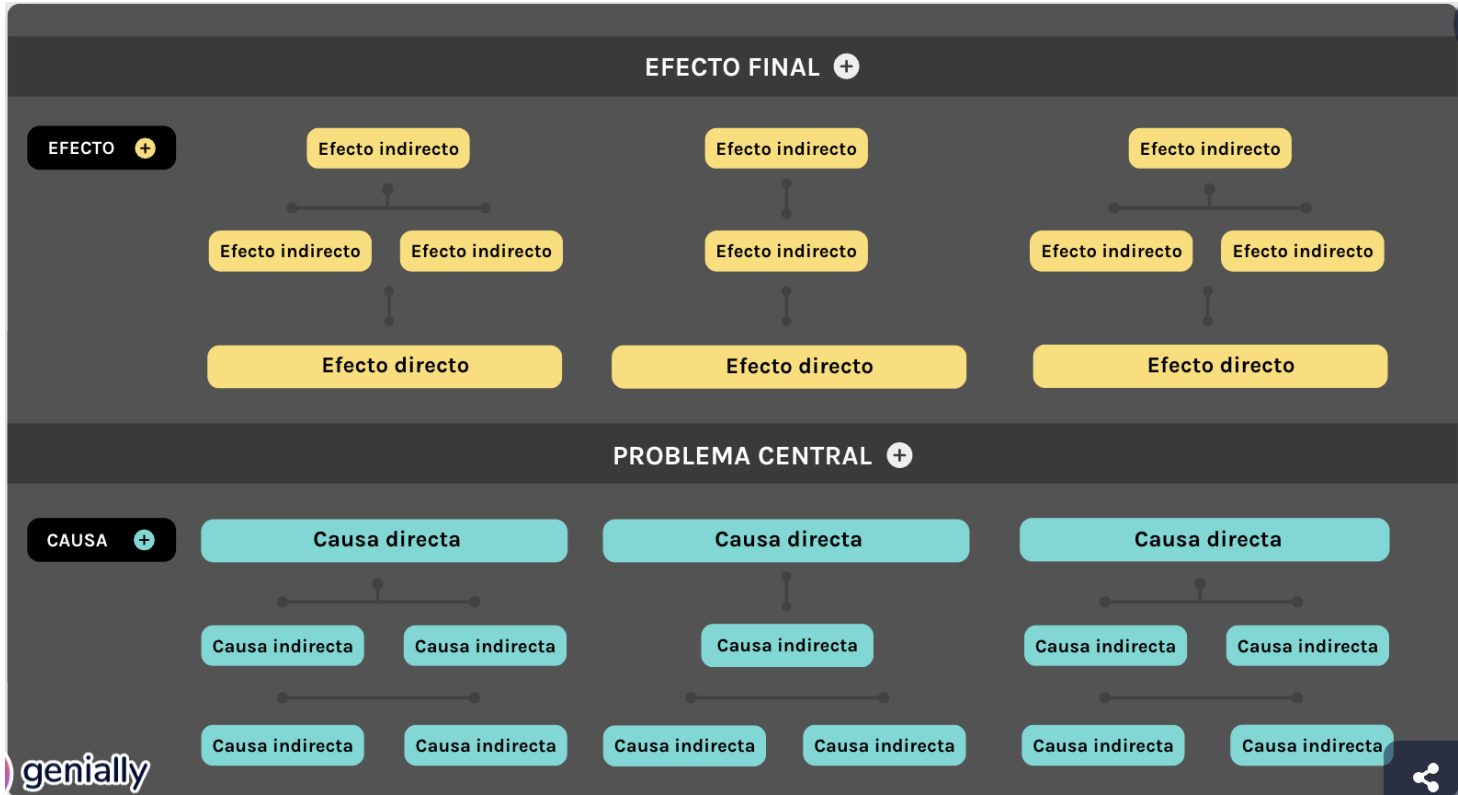 EFECTO FINAL
EFECTO
Efecto indirecto
Efecto indirecto
Efecto indirecto
Efecto indirecto
Efecto indirecto
Efecto indirecto
Efecto indirecto
Efecto indirecto
Efecto directo
Efecto directo
Efecto directo
PROBLEMA CENTRAL
CAUSA
Causa directa
Causa directa
Causa directa
Causa indirecta
Causa indirecta
Causa indirecta
Causa indirecta
Causa indirecta
Causa indirecta
Causa indirecta
Causa indirecta
Causa indirecta
Causa indirecta
Causa indirecta
genially